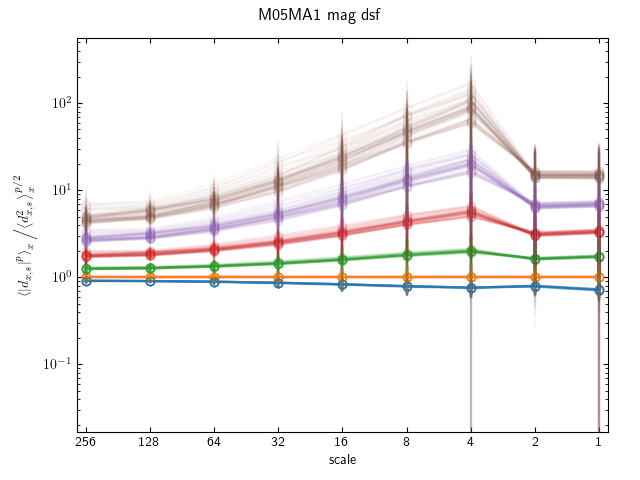 M05MA1 mag dsf
⟨|d_{x,s}|^p⟩_x / ⟨d_{x,s}^2⟩_x^{p/2}
10^2
10^1
10^0
10^{-1}
256 128 64 32 16 8 4 2 1
scale